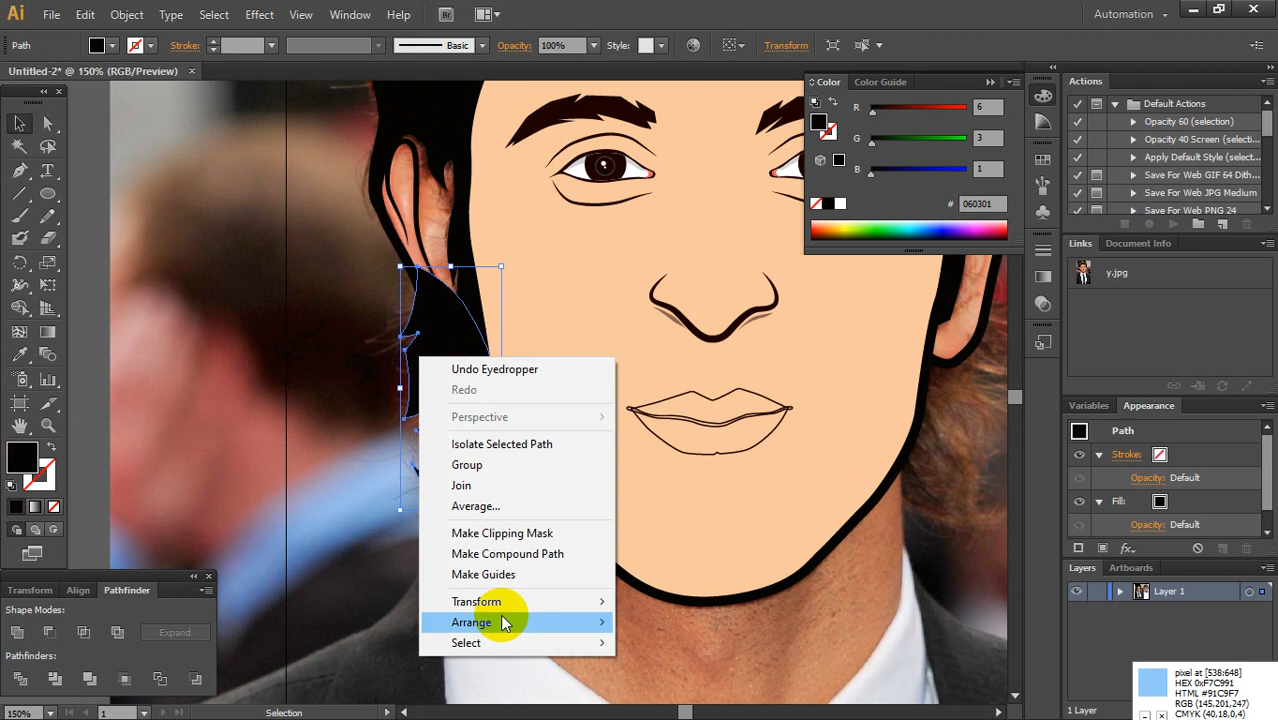 Ai File Edit Object Type Select Effect View Window Help Br Automation
Path Stroke: Basic Opacity: 100% Style: Transform
Untitled-2* @ 150% (RGB/Preview) ×
Color Color Guide
R 6
G 3
B 1
# 060301
Actions
Default Actions
Opacity 60 (selection)
Opacity 40 Screen (selecti...
Apply Default Style (selecti...
Save For Web GIF 64 Dith...
Save For Web JPG Medium
Save For Web PNG 24
Links Document Info
y.jpg
Undo Eyedropper
Redo
Perspective
Isolate Selected Path
Group
Join
Average...
Make Clipping Mask
Make Compound Path
Make Guides
Transform
Arrange
Select
Variables Appearance
Path
Stroke:
Opacity: Default
Fill:
Opacity: Default
fx
Layers Artboards
Layer 1
1 Layer
Transform Align Pathfinder
Shape Modes:
Expand
Pathfinders:
pixel at [538:648]
HEX 0xF7C991
HTML #91C9F7
RGB (145,201,247)
CMYK (40,18,0,4)
150% 1 Selection